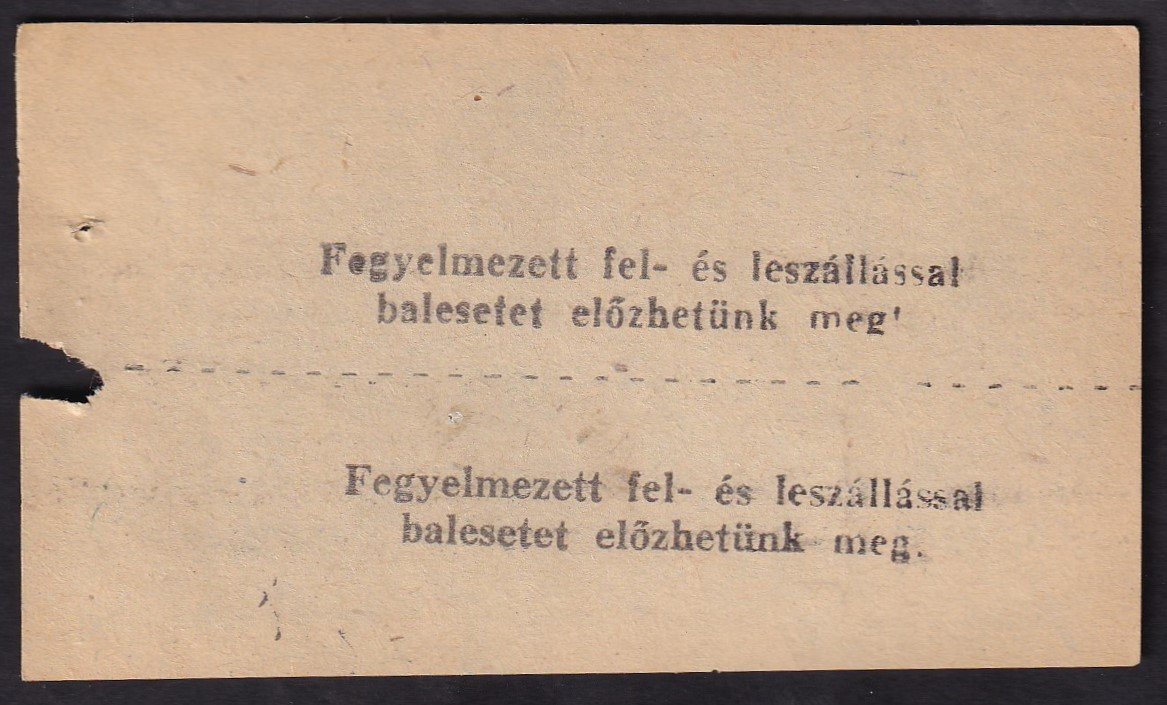 Fegyelmezett fel- és leszállással
balesetet előzhetünk meg'
Fegyelmezett fel- és leszállással
balesetet előzhetünk meg.